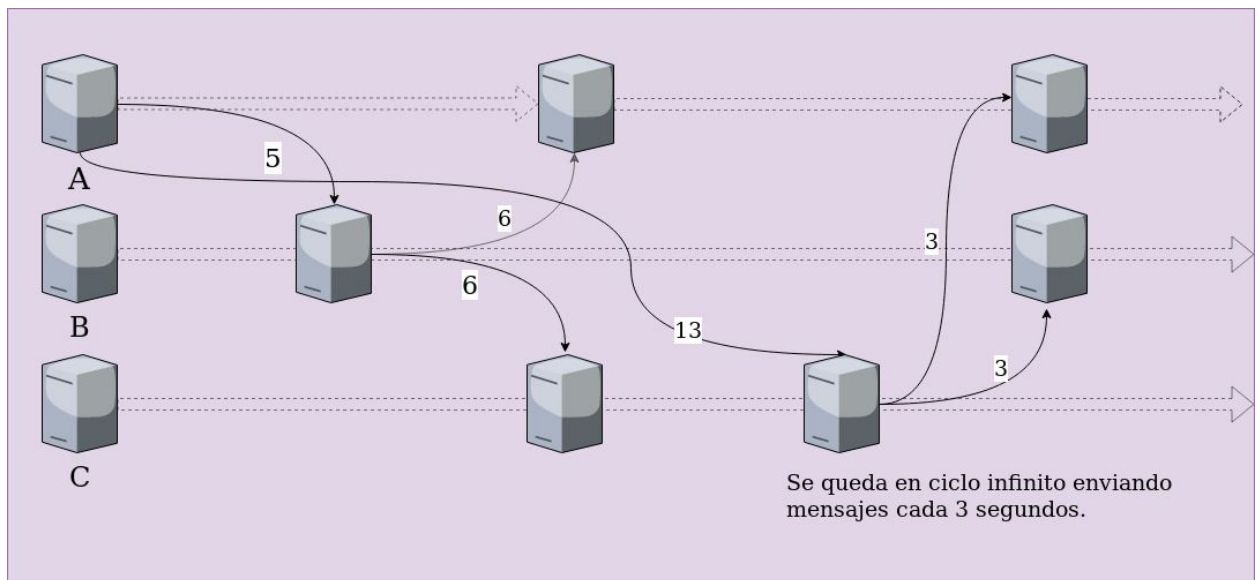 A
5
B
6
6
3
13
3
C
Se queda en ciclo infinito enviando
mensajes cada 3 segundos.